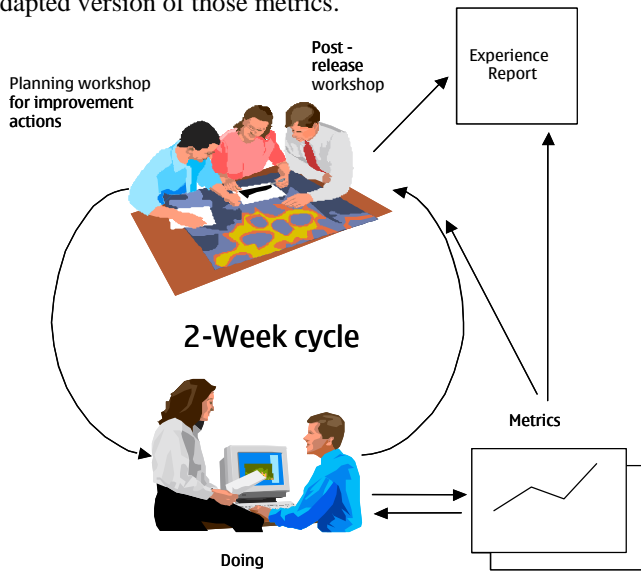 dapted version of those metrics.
Post -
release
workshop
Planning workshop
for improvement
actions
Experience
Report
2-Week cycle
Metrics
Doing